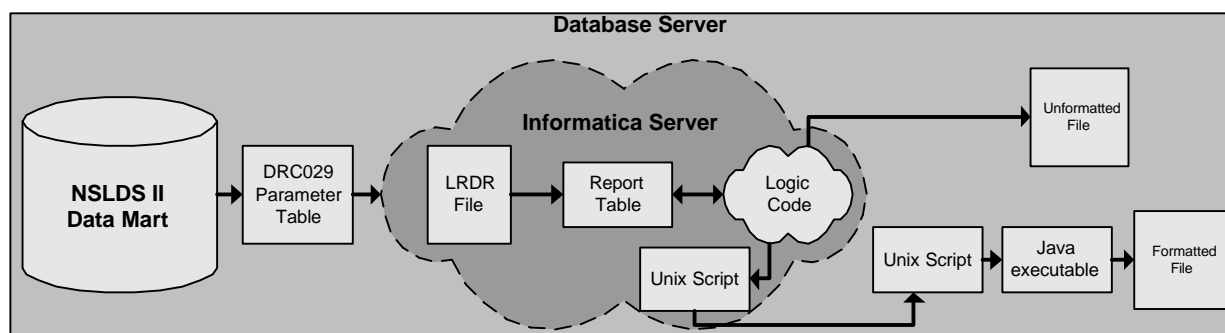 Database Server
Informatica Server
NSLDS II
Data Mart
DRC029
Parameter
Table
LRDR
File
Report
Table
Logic
Code
Unformatted
File
Unix Script
Unix Script
Java
executable
Formatted
File